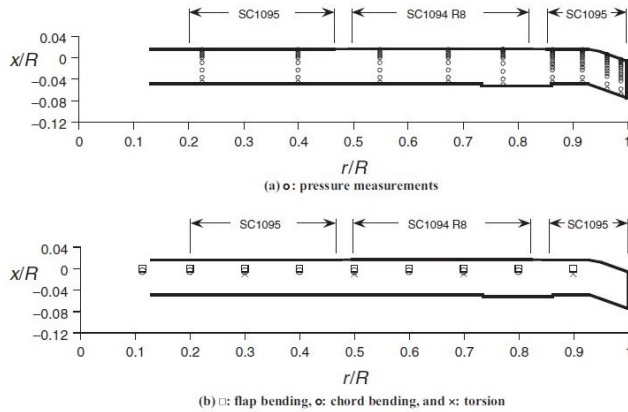 SC1095 SC1094 R8 SC1095
0.04
x/R 0
−0.04
−0.08
−0.12
0 0.1 0.2 0.3 0.4 0.5 0.6 0.7 0.8 0.9 1
r/R
(a) o: pressure measurements
SC1095 SC1094 R8 SC1095
0.04
x/R 0
−0.04
−0.08
−0.12
0 0.1 0.2 0.3 0.4 0.5 0.6 0.7 0.8 0.9 1
r/R
(b) □: flap bending, o: chord bending, and ×: torsion